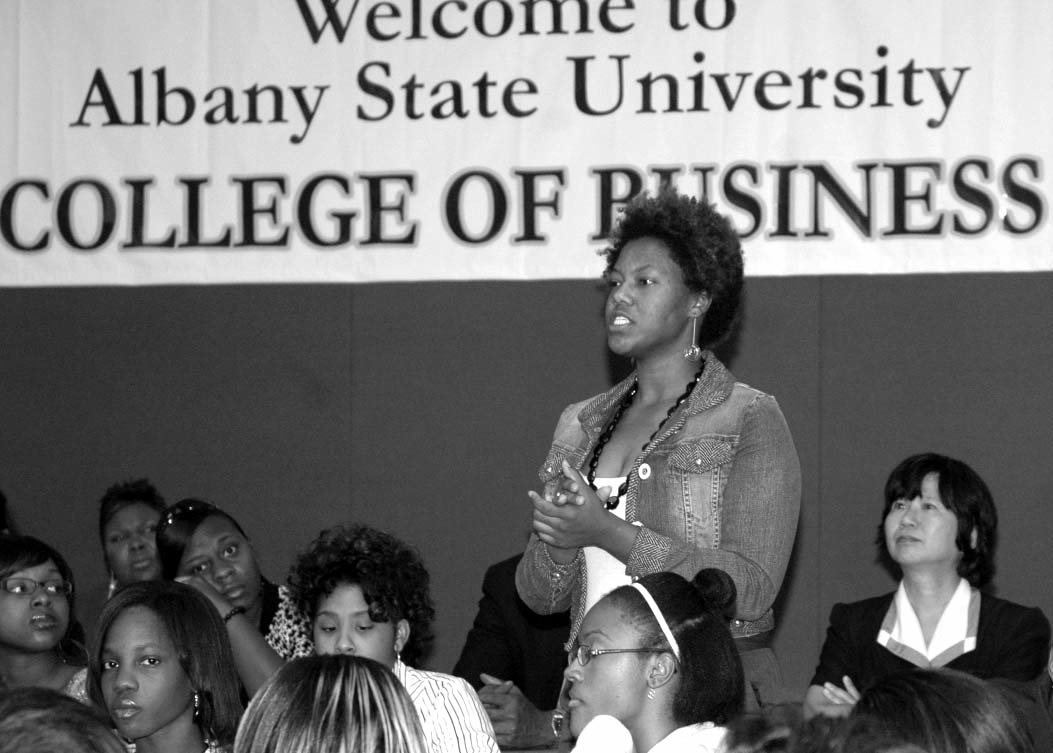 Welcome to
Albany State University
COLLEGE OF BUSINESS